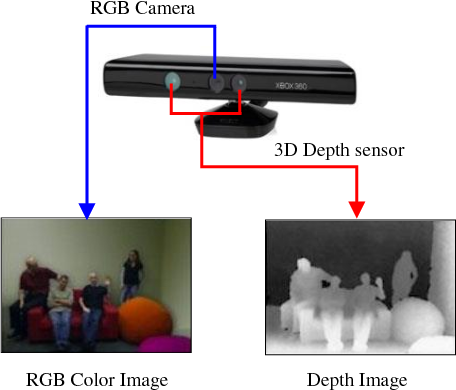 RGB Camera
XBOX 360
3D Depth sensor
RGB Color Image
Depth Image